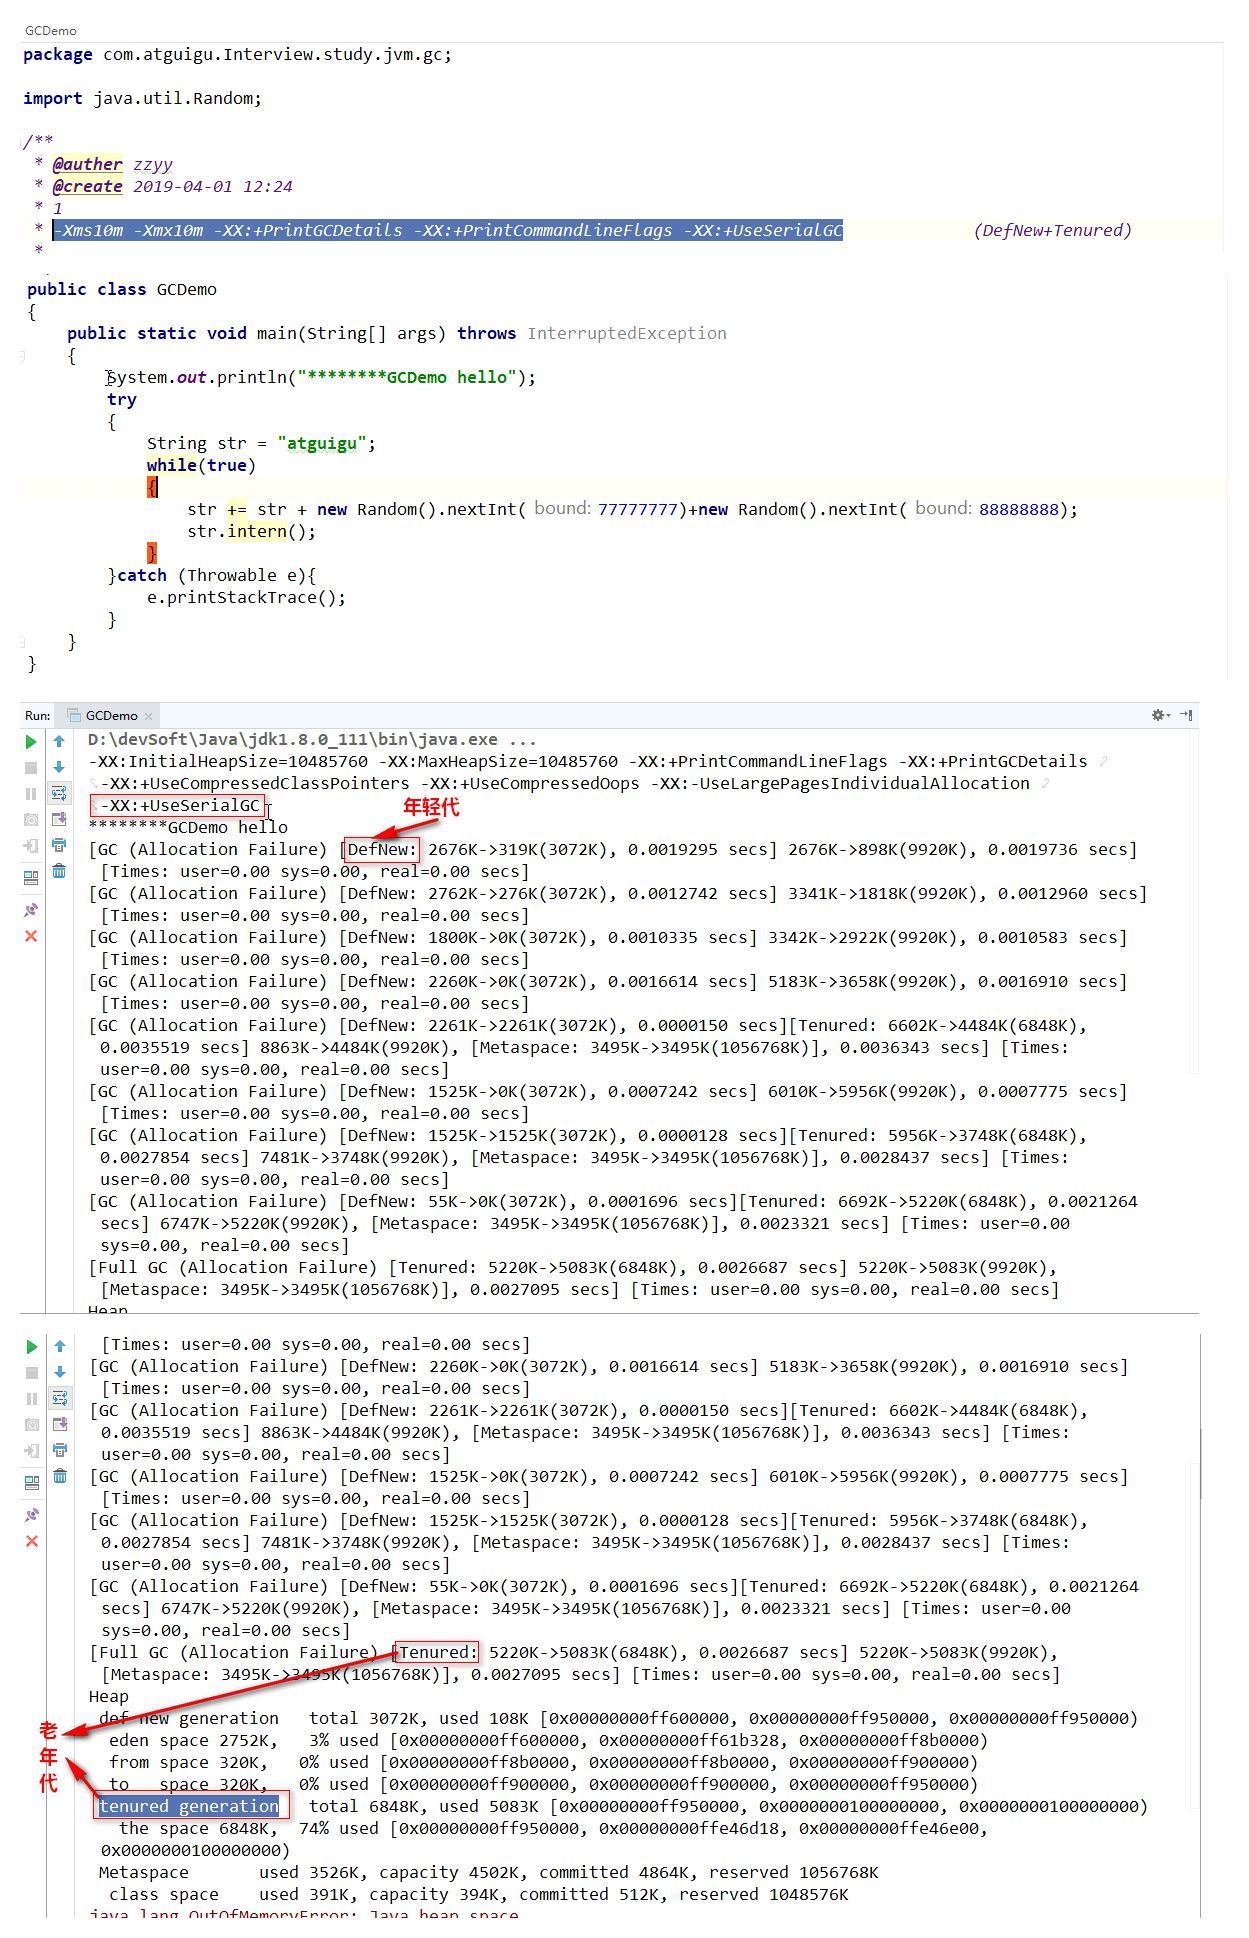 GCDemo
package com.atguigu.Interview.study.jvm.gc;
import java.util.Random;
/**
* @auther zzyy
* @create 2019-04-01 12:24
* 1
* -Xms10m -Xmx10m -XX:+PrintGCDetails -XX:+PrintCommandLineFlags -XX:+UseSerialGC (DefNew+Tenured)
*
public class GCDemo
{
public static void main(String[] args) throws InterruptedException
{
System.out.println("********GCDemo hello");
try
{
String str = "atguigu";
while(true)
{
str += str + new Random().nextInt( bound: 77777777)+new Random().nextInt( bound: 88888888);
str.intern();
}
}catch (Throwable e){
e.printStackTrace();
}
}
}
Run: GCDemo
D:\devSoft\Java\jdk1.8.0_111\bin\java.exe ...
-XX:InitialHeapSize=10485760 -XX:MaxHeapSize=10485760 -XX:+PrintCommandLineFlags -XX:+PrintGCDetails
-XX:+UseCompressedClassPointers -XX:+UseCompressedOops -XX:-UseLargePagesIndividualAllocation
-XX:+UseSerialGC
年轻代
********GCDemo hello
[GC (Allocation Failure) [DefNew: 2676K->319K(3072K), 0.0019295 secs] 2676K->898K(9920K), 0.0019736 secs]
[Times: user=0.00 sys=0.00, real=0.00 secs]
[GC (Allocation Failure) [DefNew: 2762K->276K(3072K), 0.0012742 secs] 3341K->1818K(9920K), 0.0012960 secs]
[Times: user=0.00 sys=0.00, real=0.00 secs]
[GC (Allocation Failure) [DefNew: 1800K->0K(3072K), 0.0010335 secs] 3342K->2922K(9920K), 0.0010583 secs]
[Times: user=0.00 sys=0.00, real=0.00 secs]
[GC (Allocation Failure) [DefNew: 2260K->0K(3072K), 0.0016614 secs] 5183K->3658K(9920K), 0.0016910 secs]
[Times: user=0.00 sys=0.00, real=0.00 secs]
[GC (Allocation Failure) [DefNew: 2261K->2261K(3072K), 0.0000150 secs][Tenured: 6602K->4484K(6848K),
0.0035519 secs] 8863K->4484K(9920K), [Metaspace: 3495K->3495K(1056768K)], 0.0036343 secs] [Times:
user=0.00 sys=0.00, real=0.00 secs]
[GC (Allocation Failure) [DefNew: 1525K->0K(3072K), 0.0007242 secs] 6010K->5956K(9920K), 0.0007775 secs]
[Times: user=0.00 sys=0.00, real=0.00 secs]
[GC (Allocation Failure) [DefNew: 1525K->1525K(3072K), 0.0000128 secs][Tenured: 5956K->3748K(6848K),
0.0027854 secs] 7481K->3748K(9920K), [Metaspace: 3495K->3495K(1056768K)], 0.0028437 secs] [Times:
user=0.00 sys=0.00, real=0.00 secs]
[GC (Allocation Failure) [DefNew: 55K->0K(3072K), 0.0001696 secs][Tenured: 6692K->5220K(6848K), 0.0021264
secs] 6747K->5220K(9920K), [Metaspace: 3495K->3495K(1056768K)], 0.0023321 secs] [Times: user=0.00
sys=0.00, real=0.00 secs]
[Full GC (Allocation Failure) [Tenured: 5220K->5083K(6848K), 0.0026687 secs] 5220K->5083K(9920K),
[Metaspace: 3495K->3495K(1056768K)], 0.0027095 secs] [Times: user=0.00 sys=0.00, real=0.00 secs]
Heap
[Times: user=0.00 sys=0.00, real=0.00 secs]
[GC (Allocation Failure) [DefNew: 2260K->0K(3072K), 0.0016614 secs] 5183K->3658K(9920K), 0.0016910 secs]
[Times: user=0.00 sys=0.00, real=0.00 secs]
[GC (Allocation Failure) [DefNew: 2261K->2261K(3072K), 0.0000150 secs][Tenured: 6602K->4484K(6848K),
0.0035519 secs] 8863K->4484K(9920K), [Metaspace: 3495K->3495K(1056768K)], 0.0036343 secs] [Times:
user=0.00 sys=0.00, real=0.00 secs]
[GC (Allocation Failure) [DefNew: 1525K->0K(3072K), 0.0007242 secs] 6010K->5956K(9920K), 0.0007775 secs]
[Times: user=0.00 sys=0.00, real=0.00 secs]
[GC (Allocation Failure) [DefNew: 1525K->1525K(3072K), 0.0000128 secs][Tenured: 5956K->3748K(6848K),
0.0027854 secs] 7481K->3748K(9920K), [Metaspace: 3495K->3495K(1056768K)], 0.0028437 secs] [Times:
user=0.00 sys=0.00, real=0.00 secs]
[GC (Allocation Failure) [DefNew: 55K->0K(3072K), 0.0001696 secs][Tenured: 6692K->5220K(6848K), 0.0021264
secs] 6747K->5220K(9920K), [Metaspace: 3495K->3495K(1056768K)], 0.0023321 secs] [Times: user=0.00
sys=0.00, real=0.00 secs]
[Full GC (Allocation Failure) [Tenured: 5220K->5083K(6848K), 0.0026687 secs] 5220K->5083K(9920K),
[Metaspace: 3495K->3495K(1056768K)], 0.0027095 secs] [Times: user=0.00 sys=0.00, real=0.00 secs]
Heap
老年代
def new generation total 3072K, used 108K [0x00000000ff600000, 0x00000000ff950000, 0x00000000ff950000)
eden space 2752K, 3% used [0x00000000ff600000, 0x00000000ff61b328, 0x00000000ff8b0000)
from space 320K, 0% used [0x00000000ff8b0000, 0x00000000ff8b0000, 0x00000000ff900000)
to space 320K, 0% used [0x00000000ff900000, 0x00000000ff900000, 0x00000000ff950000)
tenured generation total 6848K, used 5083K [0x00000000ff950000, 0x0000000100000000, 0x0000000100000000)
the space 6848K, 74% used [0x00000000ff950000, 0x00000000ffe46d18, 0x00000000ffe46e00,
0x0000000100000000)
Metaspace used 3526K, capacity 4502K, committed 4864K, reserved 1056768K
class space used 391K, capacity 394K, committed 512K, reserved 1048576K
java.lang.OutOfMemoryError: Java heap space